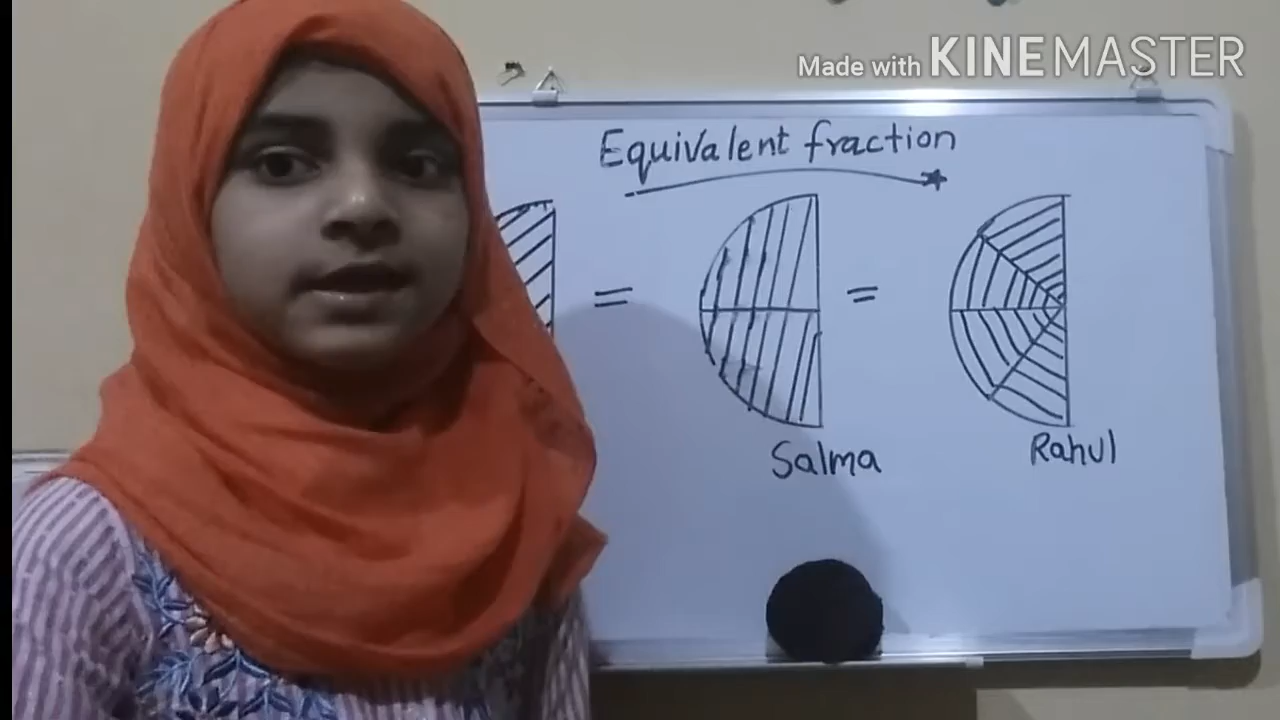 Made with KINEMASTER
Equivalent fraction
= =
Salma Rahul